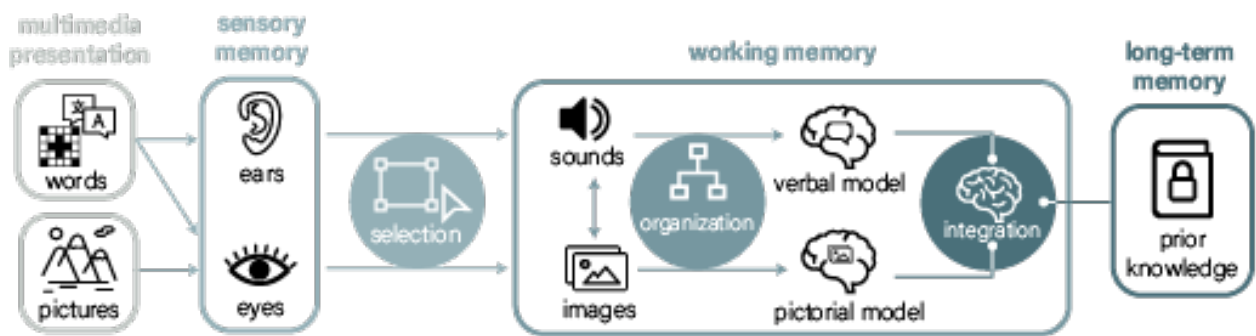 multimedia
presentation
sensory
memory
working memory
long-term
memory
文
A
words
pictures
ears
eyes
selection
sounds
images
organization
verbal model
pictorial model
integration
prior
knowledge